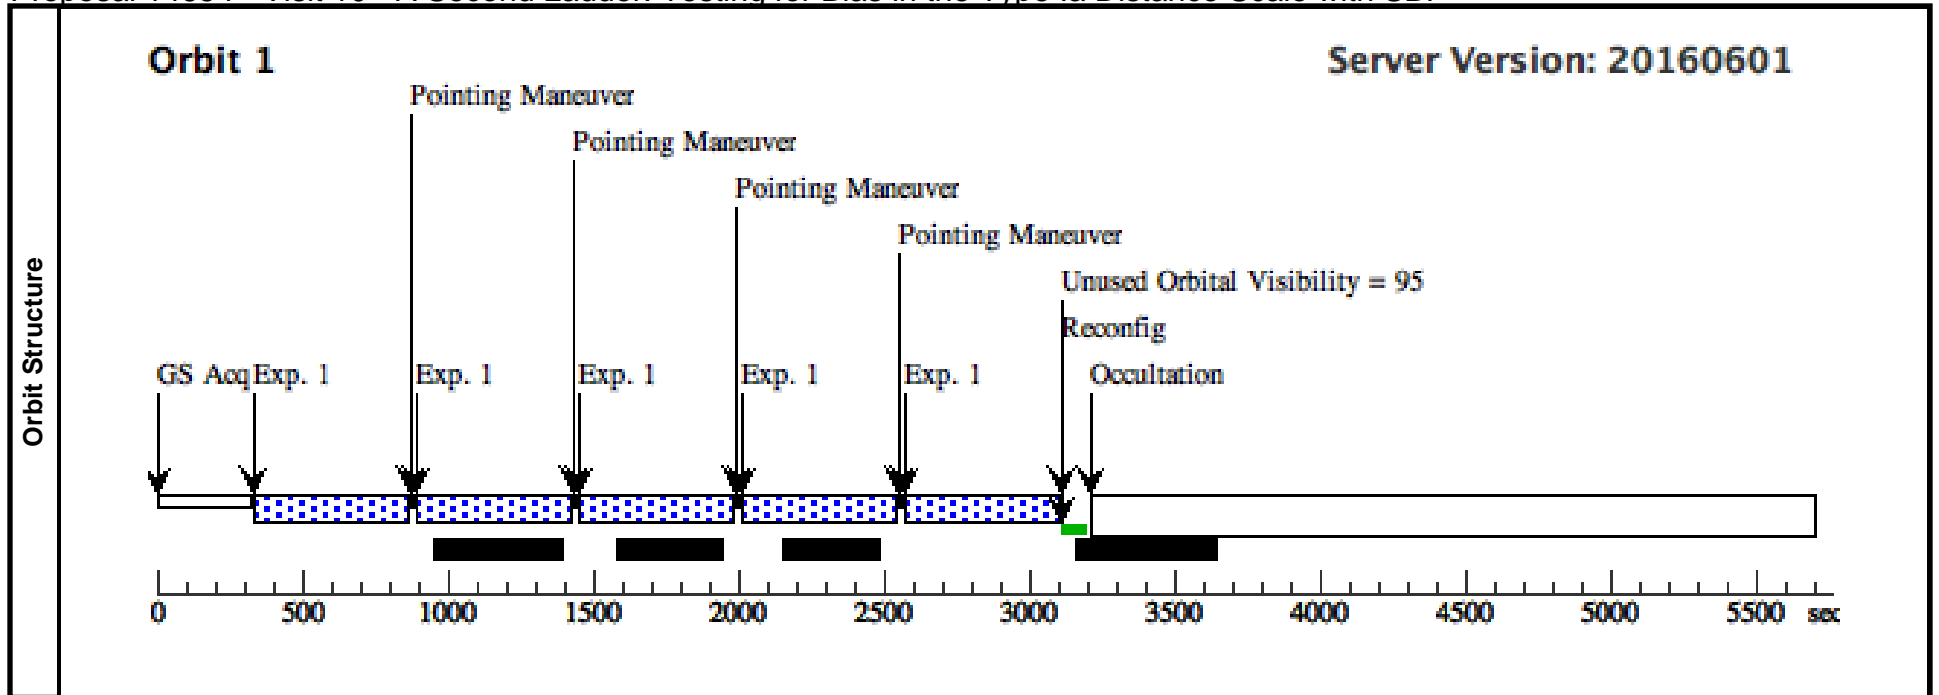 Orbit 1
Server Version: 20160601
Pointing Maneuver
Pointing Maneuver
Pointing Maneuver
Pointing Maneuver
Unused Orbital Visibility = 95
Reconfig
GS Acq Exp. 1 Exp. 1 Exp. 1 Exp. 1 Exp. 1 Occultation
Orbit Structure
0 500 1000 1500 2000 2500 3000 3500 4000 4500 5000 5500 sec